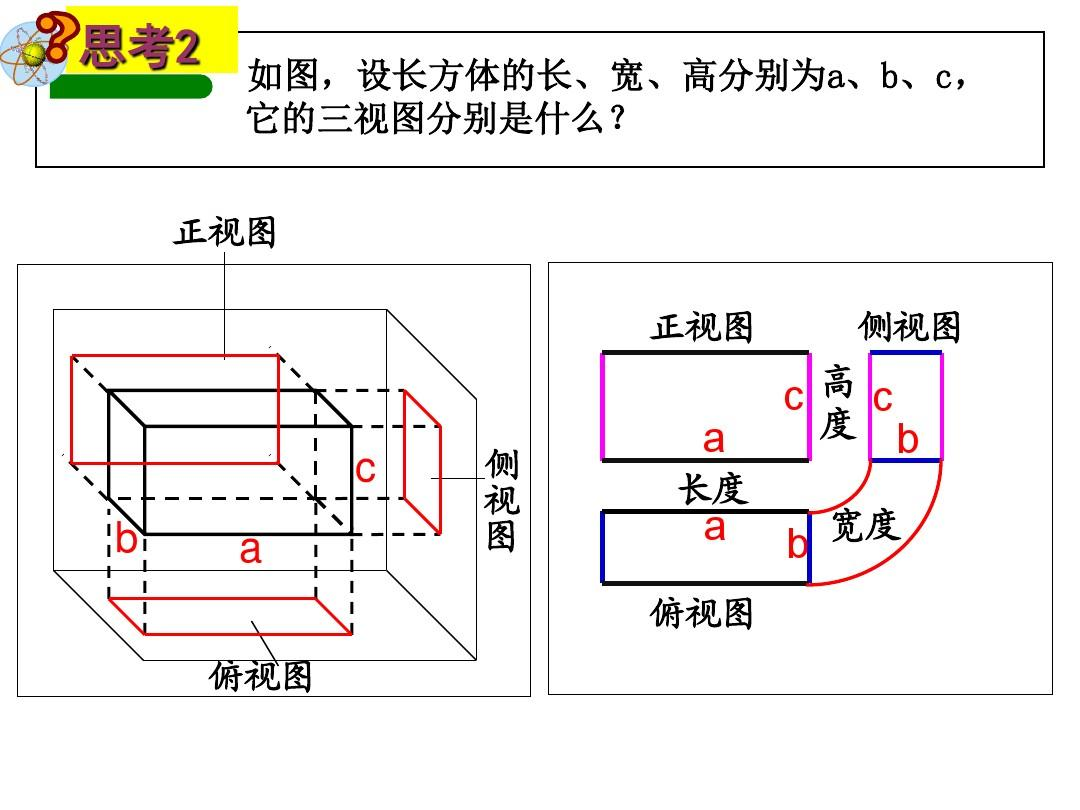 思考2
如图，设长方体的长、宽、高分别为a、b、c，
它的三视图分别是什么？
正视图
c
b
a
侧
视
图
俯视图
正视图
侧视图
高
度
c
c
a
b
长度
a
b
宽度
俯视图